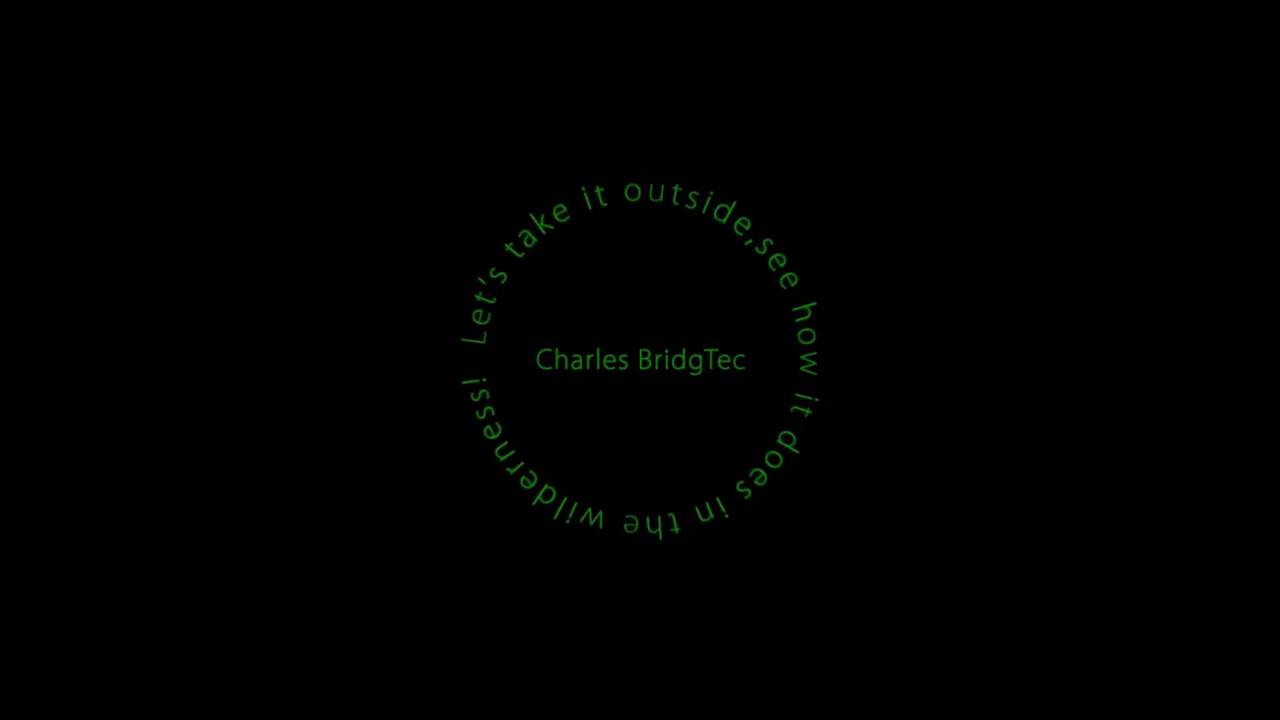 Let's take it outside,see how it does in the wilderness!
Charles BridgTec